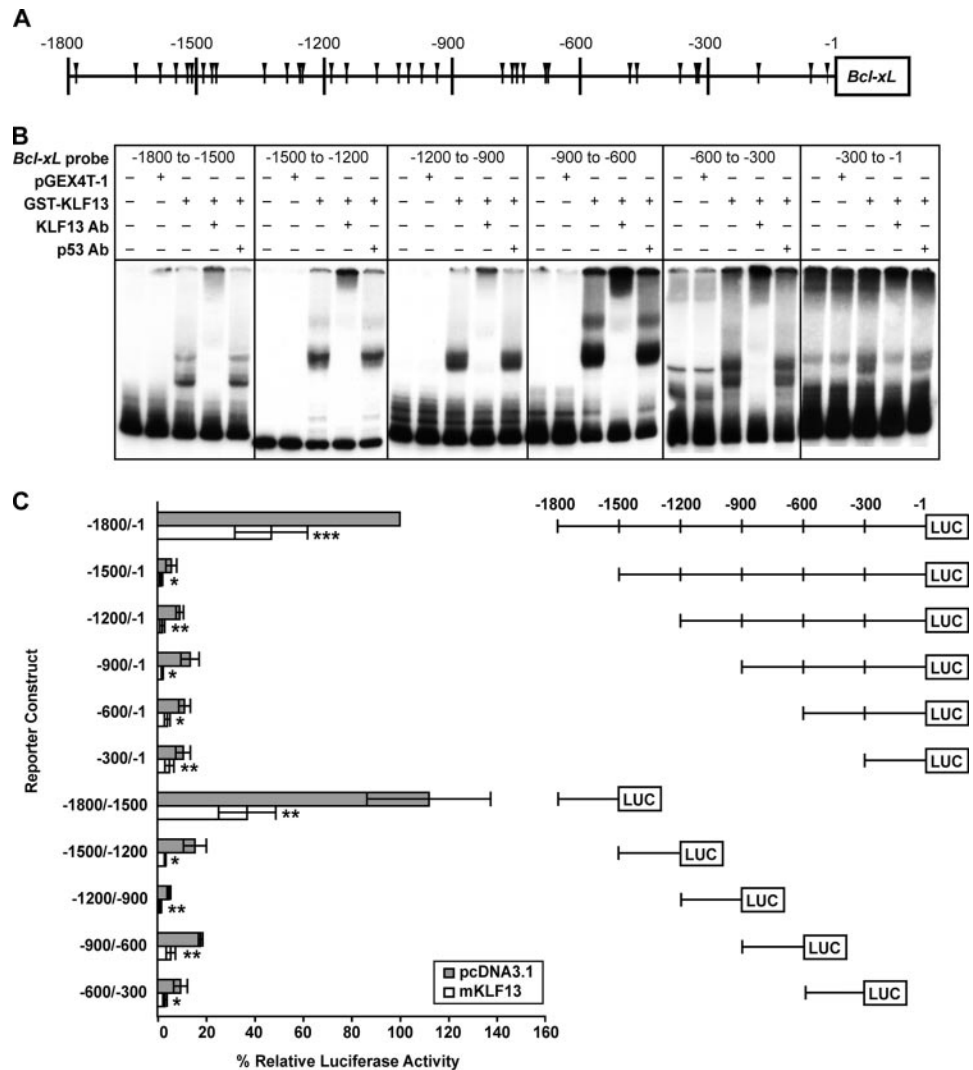 A
-1800 -1500 -1200 -900 -600 -300 -1
Bcl-xL
B
Bcl-xL probe -1800 to -1500 -1500 to -1200 -1200 to -900 -900 to -600 -600 to -300 -300 to -1
pGEX4T-1 – + – – – – + – – – – + – – – – + – – – – + – – – – + – – –
GST-KLF13 – – + + + – – + + + – – + + + – – + + + – – + + + – – + + +
KLF13 Ab – – – + – – – – + – – – – + – – – – + – – – – + – – – – + –
p53 Ab – – – – + – – – – + – – – – + – – – – + – – – – + – – – – +
C
-1800 -1500 -1200 -900 -600 -300 -1
-1800/-1 *** LUC
-1500/-1 * LUC
-1200/-1 ** LUC
-900/-1 * LUC
-600/-1 * LUC
-300/-1 ** LUC
-1800/-1500 ** LUC
-1500/-1200 * LUC
-1200/-900 ** LUC
-900/-600 ** LUC
-600/-300 * LUC
Reporter Construct
pcDNA3.1
mKLF13
0 20 40 60 80 100 120 140 160
% Relative Luciferase Activity